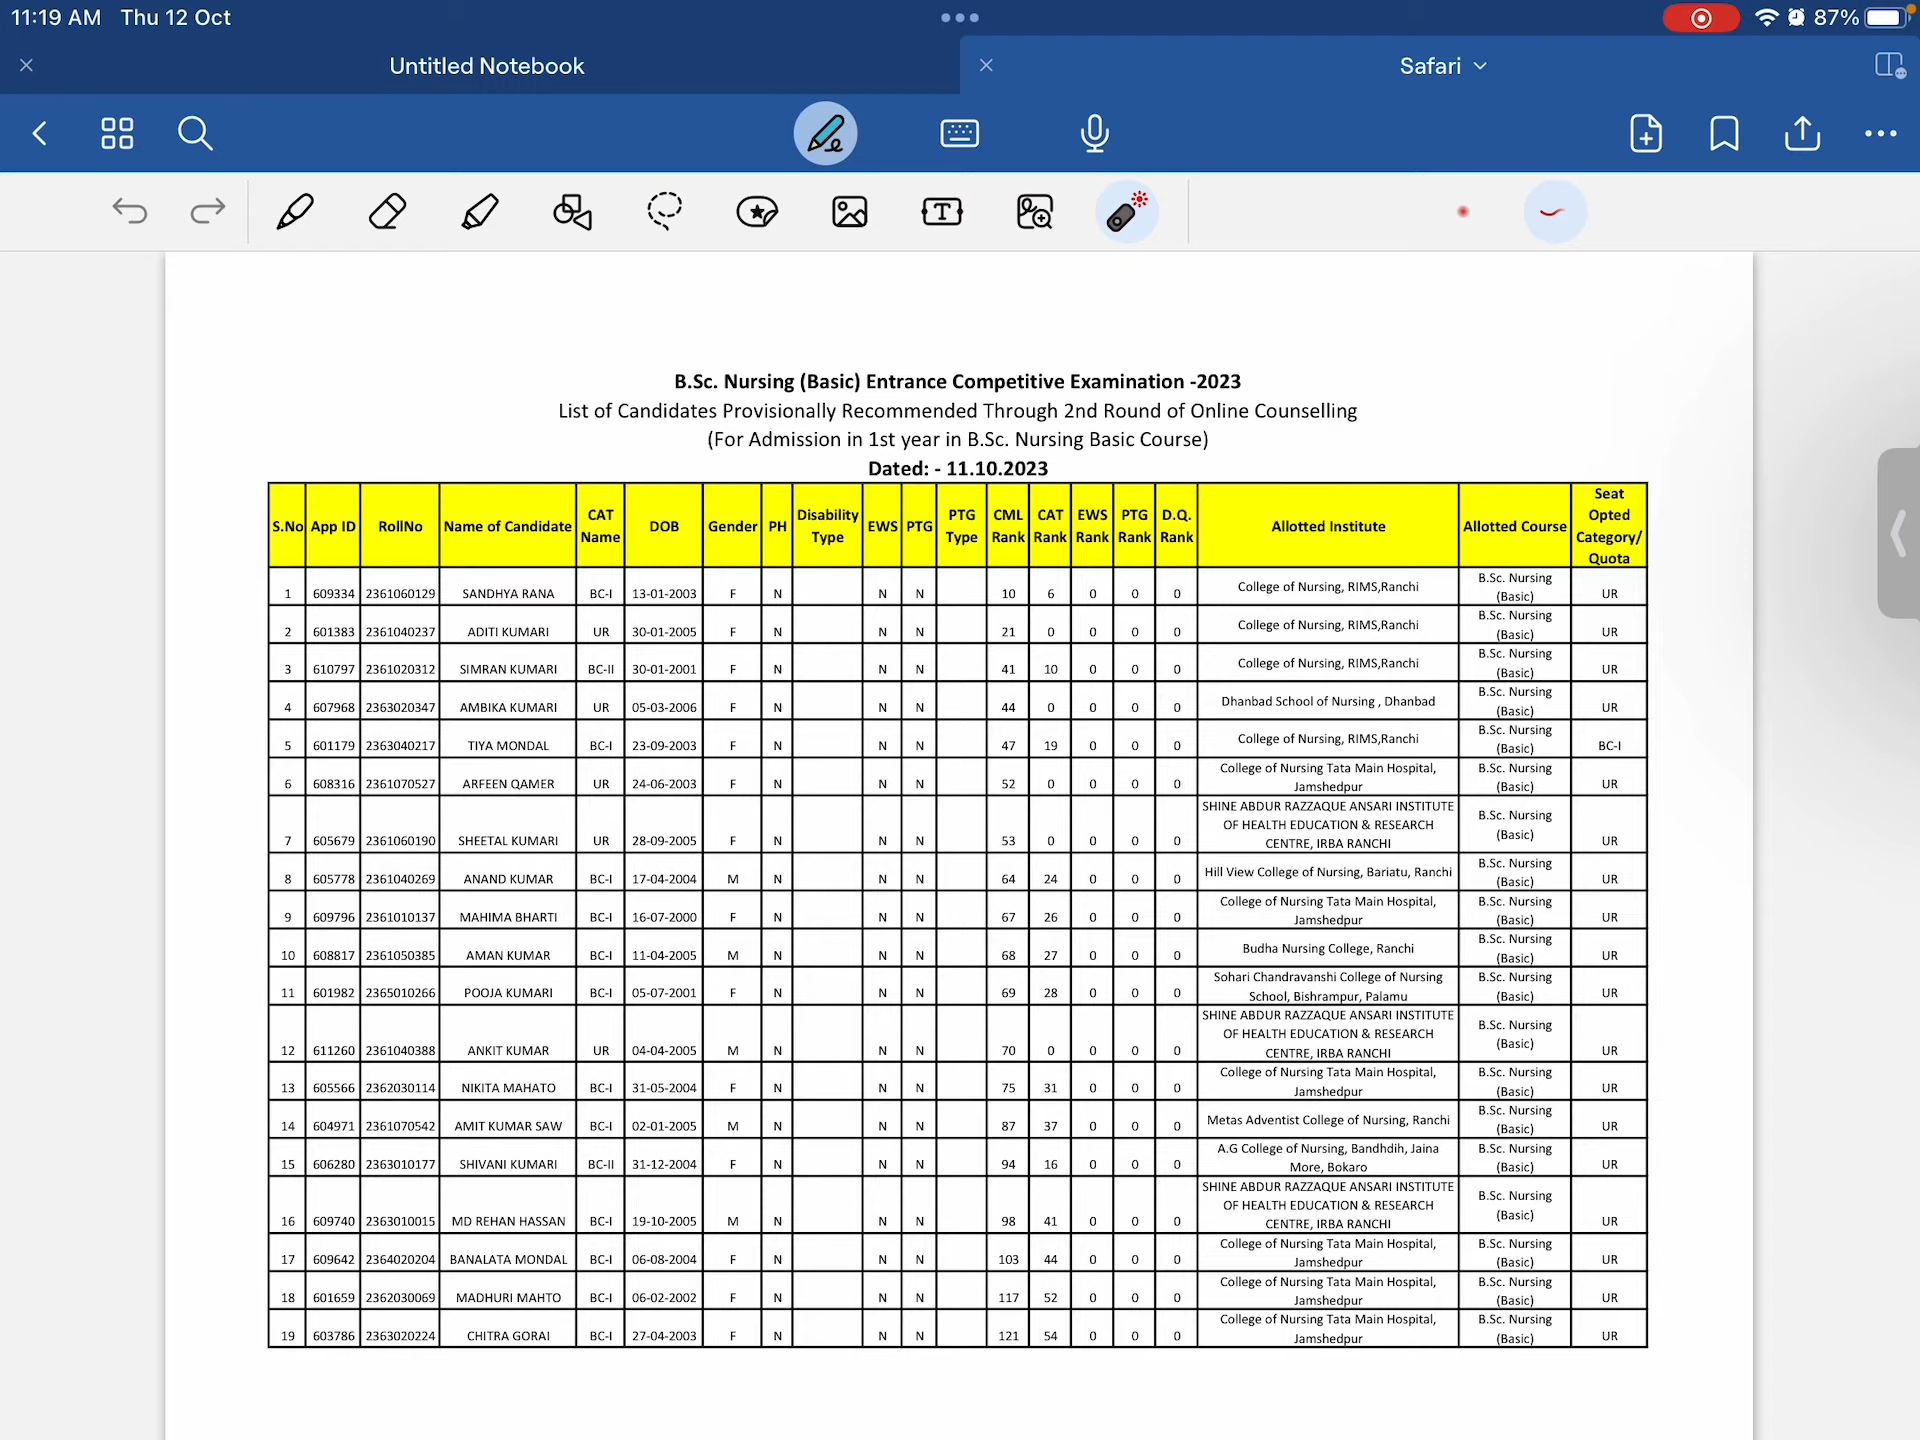 11:19 AM Thu 12 Oct
87%
Untitled Notebook
Safari
B.Sc. Nursing (Basic) Entrance Competitive Examination -2023
List of Candidates Provisionally Recommended Through 2nd Round of Online Counselling
(For Admission in 1st year in B.Sc. Nursing Basic Course)
Dated: - 11.10.2023
S.No App ID RollNo Name of Candidate CAT Name DOB Gender PH Disability Type EWS PTG PTG Type CML Rank CAT Rank EWS Rank PTG Rank D.Q. Rank Allotted Institute Allotted Course Seat Opted Category/ Quota
1 609334 2361060129 SANDHYA RANA BC-I 13-01-2003 F N N N 10 6 0 0 0 College of Nursing, RIMS,Ranchi B.Sc. Nursing (Basic) UR
2 601383 2361040237 ADITI KUMARI UR 30-01-2005 F N N N 21 0 0 0 0 College of Nursing, RIMS,Ranchi B.Sc. Nursing (Basic) UR
3 610797 2361020312 SIMRAN KUMARI BC-II 30-01-2001 F N N N 41 10 0 0 0 College of Nursing, RIMS,Ranchi B.Sc. Nursing (Basic) UR
4 607968 2363020347 AMBIKA KUMARI UR 05-03-2006 F N N N 44 0 0 0 0 Dhanbad School of Nursing , Dhanbad B.Sc. Nursing (Basic) UR
5 601179 2363040217 TIYA MONDAL BC-I 23-09-2003 F N N N 47 19 0 0 0 College of Nursing, RIMS,Ranchi B.Sc. Nursing (Basic) BC-I
6 608316 2361070527 ARFEEN QAMER UR 24-06-2003 F N N N 52 0 0 0 0 College of Nursing Tata Main Hospital, Jamshedpur B.Sc. Nursing (Basic) UR
7 605679 2361060190 SHEETAL KUMARI UR 28-09-2005 F N N N 53 0 0 0 0 SHINE ABDUR RAZZAQUE ANSARI INSTITUTE OF HEALTH EDUCATION & RESEARCH CENTRE, IRBA RANCHI B.Sc. Nursing (Basic) UR
8 605778 2361040269 ANAND KUMAR BC-I 17-04-2004 M N N N 64 24 0 0 0 Hill View College of Nursing, Bariatu, Ranchi B.Sc. Nursing (Basic) UR
9 609796 2361010137 MAHIMA BHARTI BC-I 16-07-2000 F N N N 67 26 0 0 0 College of Nursing Tata Main Hospital, Jamshedpur B.Sc. Nursing (Basic) UR
10 608817 2361050385 AMAN KUMAR BC-I 11-04-2005 M N N N 68 27 0 0 0 Budha Nursing College, Ranchi B.Sc. Nursing (Basic) UR
11 601982 2365010266 POOJA KUMARI BC-I 05-07-2001 F N N N 69 28 0 0 0 Sohari Chandravanshi College of Nursing School, Bishrampur, Palamu B.Sc. Nursing (Basic) UR
12 611260 2361040388 ANKIT KUMAR UR 04-04-2005 M N N N 70 0 0 0 0 SHINE ABDUR RAZZAQUE ANSARI INSTITUTE OF HEALTH EDUCATION & RESEARCH CENTRE, IRBA RANCHI B.Sc. Nursing (Basic) UR
13 605566 2362030114 NIKITA MAHATO BC-I 31-05-2004 F N N N 75 31 0 0 0 College of Nursing Tata Main Hospital, Jamshedpur B.Sc. Nursing (Basic) UR
14 604971 2361070542 AMIT KUMAR SAW BC-I 02-01-2005 M N N N 87 37 0 0 0 Metas Adventist College of Nursing, Ranchi B.Sc. Nursing (Basic) UR
15 606280 2363010177 SHIVANI KUMARI BC-II 31-12-2004 F N N N 94 16 0 0 0 A.G College of Nursing, Bandhdih, Jaina More, Bokaro B.Sc. Nursing (Basic) UR
16 609740 2363010015 MD REHAN HASSAN BC-I 19-10-2005 M N N N 98 41 0 0 0 SHINE ABDUR RAZZAQUE ANSARI INSTITUTE OF HEALTH EDUCATION & RESEARCH CENTRE, IRBA RANCHI B.Sc. Nursing (Basic) UR
17 609642 2364020204 BANALATA MONDAL BC-I 06-08-2004 F N N N 103 44 0 0 0 College of Nursing Tata Main Hospital, Jamshedpur B.Sc. Nursing (Basic) UR
18 601659 2362030069 MADHURI MAHTO BC-I 06-02-2002 F N N N 117 52 0 0 0 College of Nursing Tata Main Hospital, Jamshedpur B.Sc. Nursing (Basic) UR
19 603786 2363020224 CHITRA GORAI BC-I 27-04-2003 F N N N 121 54 0 0 0 College of Nursing Tata Main Hospital, Jamshedpur B.Sc. Nursing (Basic) UR